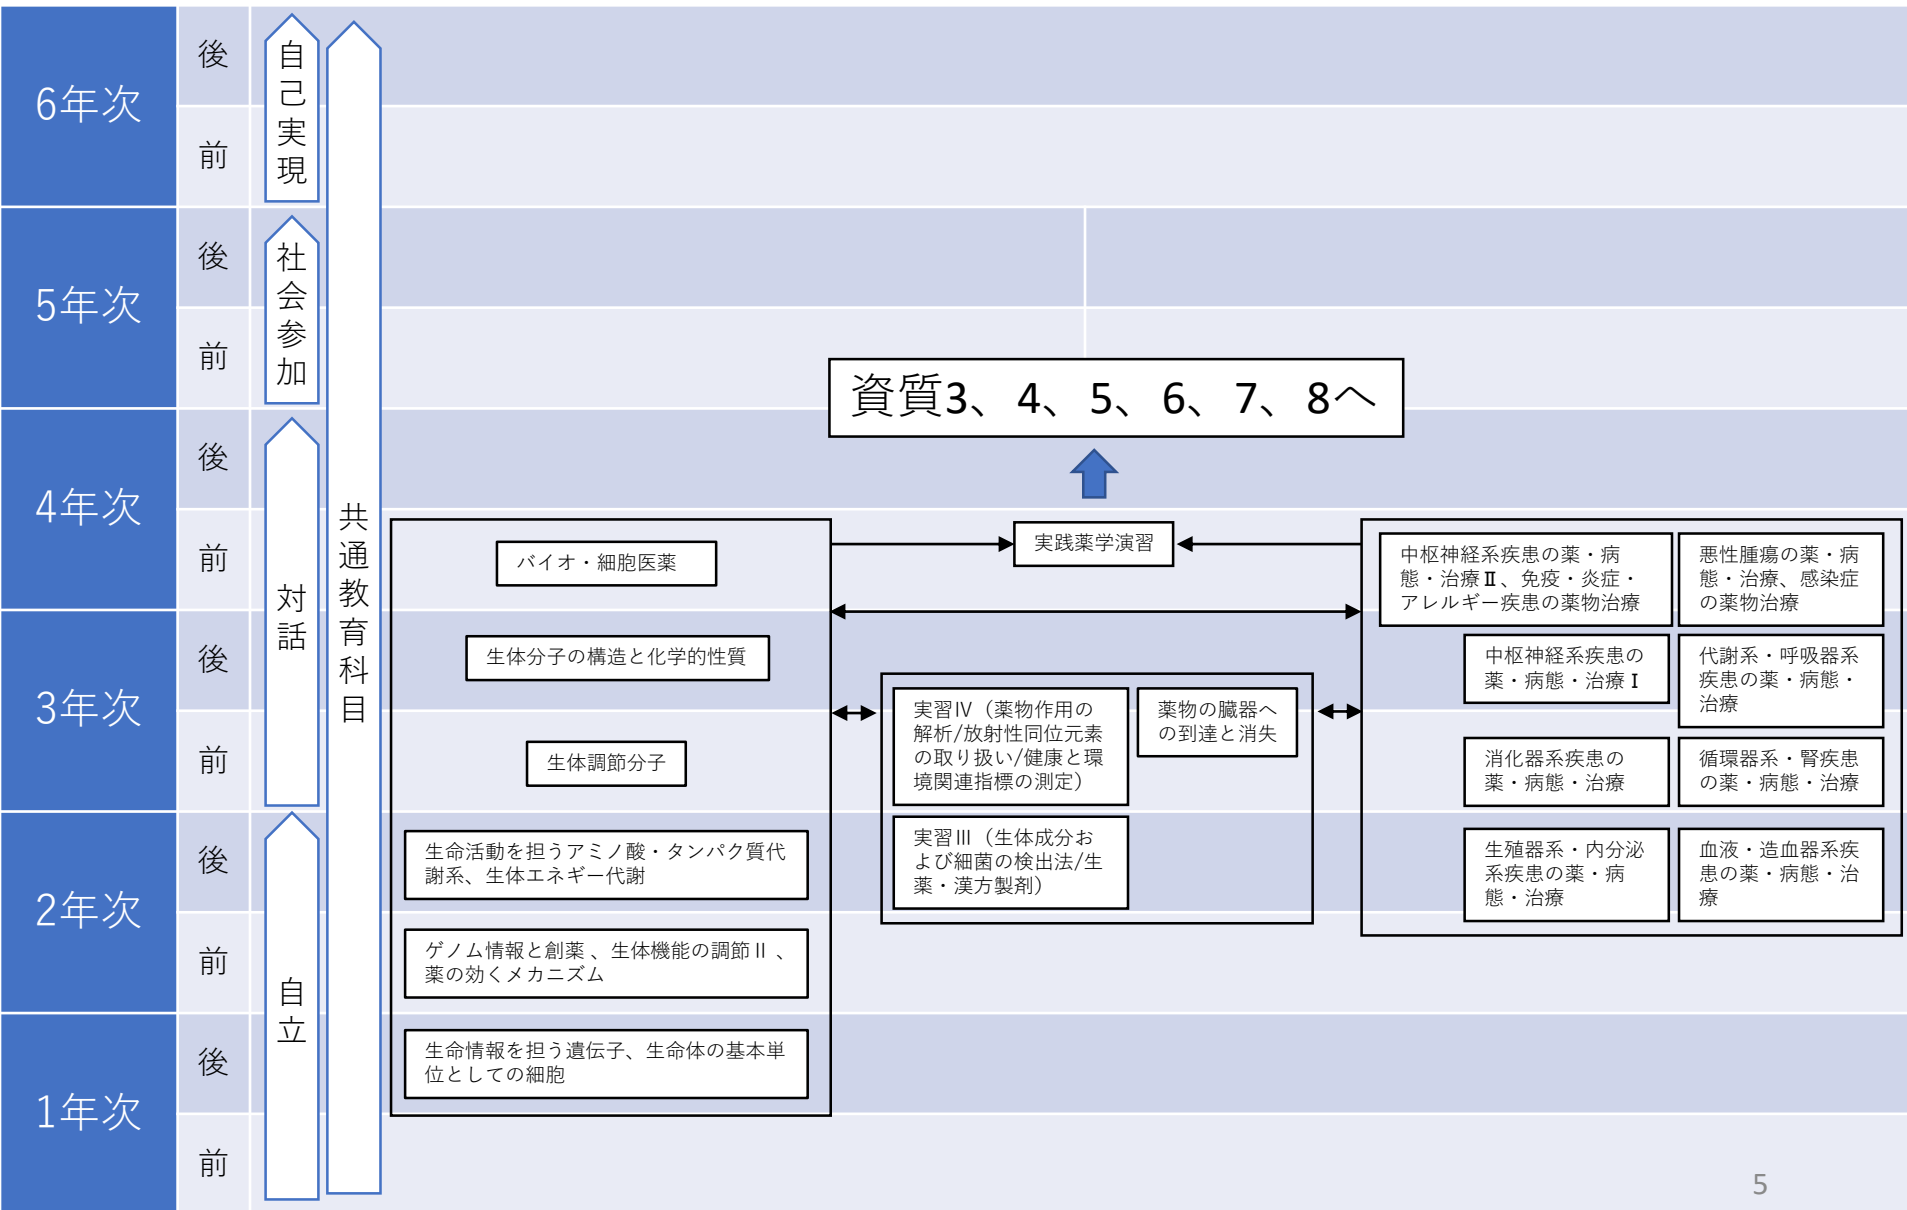 6年次
後
前
5年次
後
前
4年次
後
前
3年次
後
前
2年次
後
前
1年次
後
前
自己実現
社会参加
対話
自立
共通教育科目
資質3、4、5、6、7、8へ
実践薬学演習
バイオ・細胞医薬
生体分子の構造と化学的性質
生体調節分子
生命活動を担うアミノ酸・タンパク質代
謝系、生体エネギー代謝
ゲノム情報と創薬 、生体機能の調節Ⅱ 、
薬の効くメカニズム
生命情報を担う遺伝子、生命体の基本単
位としての細胞
実習Ⅳ（薬物作用の
解析/放射性同位元素
の取り扱い/健康と環
境関連指標の測定）
薬物の臓器へ
の到達と消失
実習Ⅲ（生体成分お
よび細菌の検出法/生
薬・漢方製剤）
中枢神経系疾患の薬・病
態・治療Ⅱ、免疫・炎症・
アレルギー疾患の薬物治療
悪性腫瘍の薬・病
態・治療、感染症
の薬物治療
中枢神経系疾患の
薬・病態・治療Ⅰ
代謝系・呼吸器系
疾患の薬・病態・
治療
消化器系疾患の
薬・病態・治療
循環器系・腎疾患
の薬・病態・治療
生殖器系・内分泌
系疾患の薬・病
態・治療
血液・造血器系疾
患の薬・病態・治
療
5